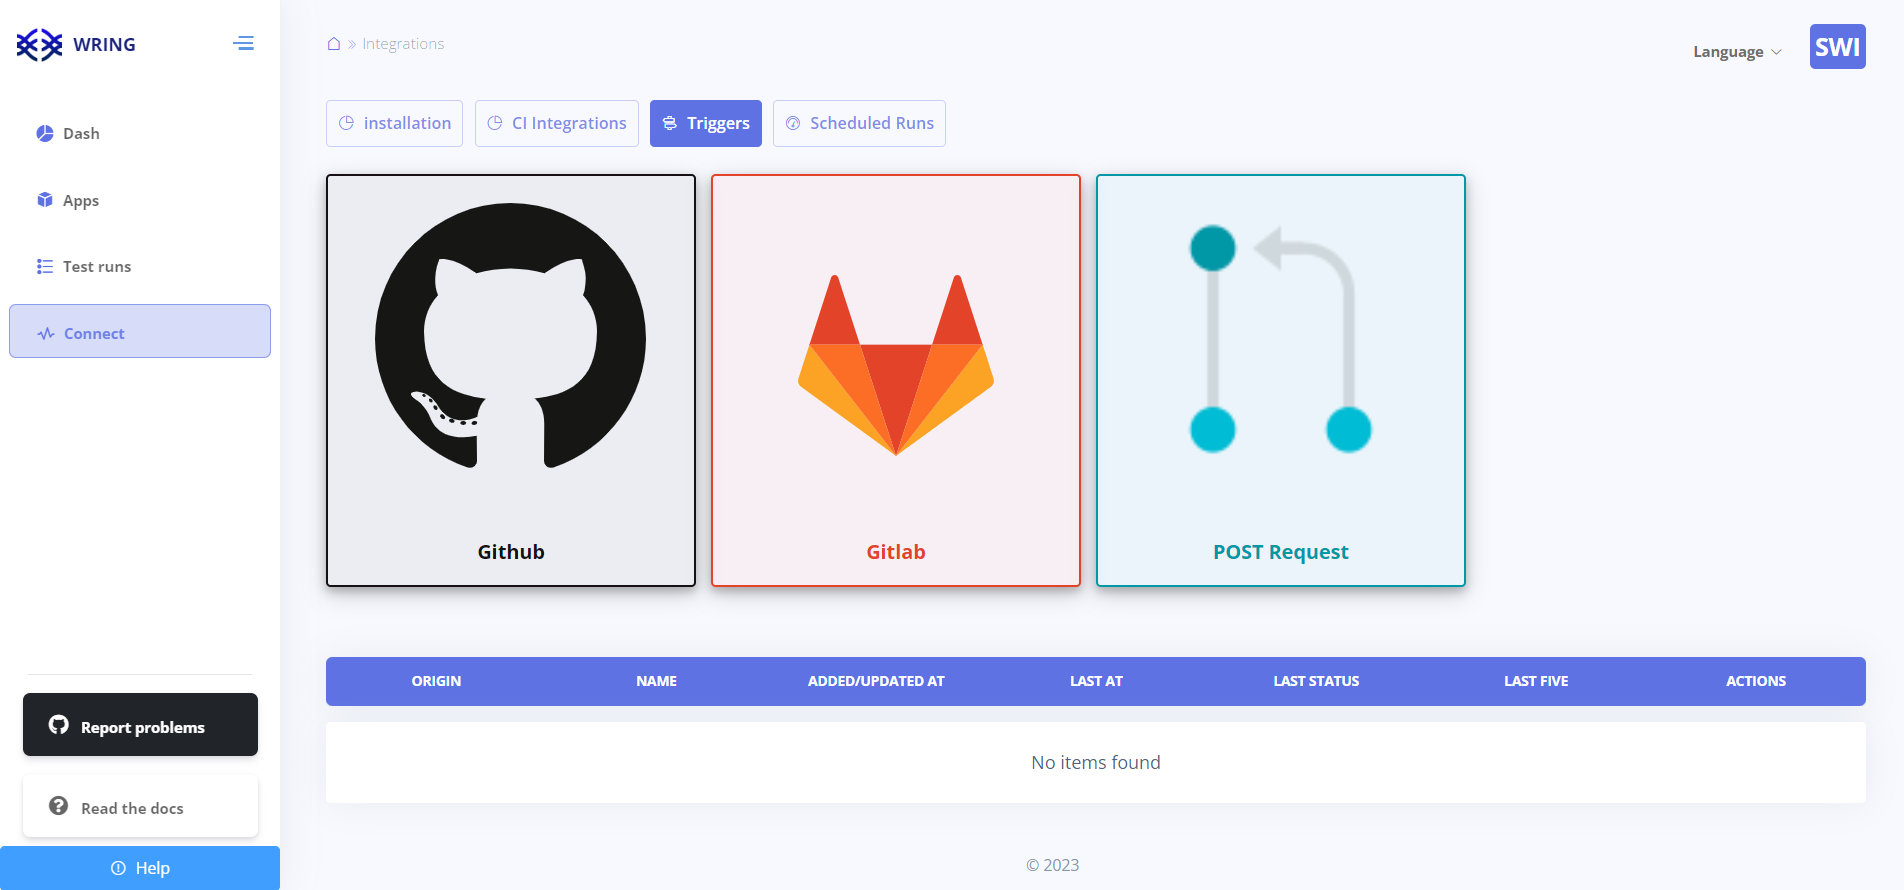 WRING
Integrations
Language
SWI
Dash
Apps
Test runs
Connect
installation
CI Integrations
Triggers
Scheduled Runs
Github
Gitlab
POST Request
ORIGIN NAME ADDED/UPDATED AT LAST AT LAST STATUS LAST FIVE ACTIONS
No items found
Report problems
Read the docs
Help
© 2023